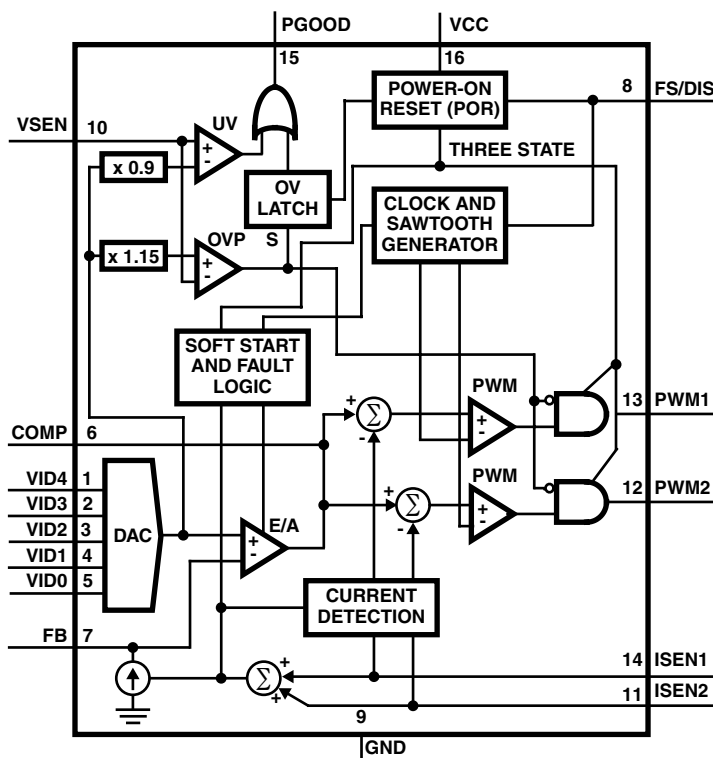 PGOOD
VCC
15
16
POWER-ON
RESET (POR)
8 FS/DIS
VSEN 10
UV
+
-
x 0.9
THREE STATE
OV
LATCH
CLOCK AND
SAWTOOTH
GENERATOR
S
OVP
x 1.15
+
-
SOFT START
AND FAULT
LOGIC
PWM
+
Σ
-
+
-
13 PWM1
COMP 6
VID4 1
VID3 2
VID2 3
VID1 4
VID0 5
DAC
PWM
+
Σ
-
+
-
12 PWM2
E/A
+
-
CURRENT
DETECTION
FB 7
Σ
+
+
14 ISEN1
11 ISEN2
9
GND